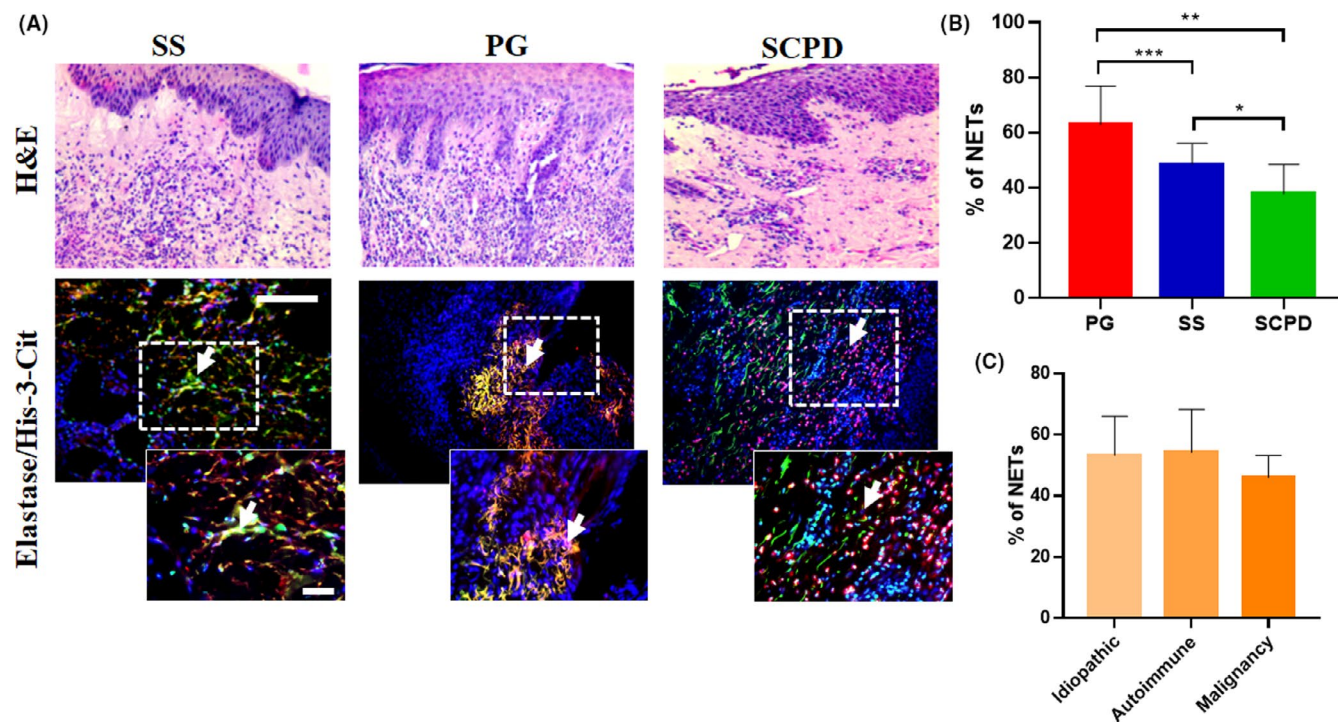 (A)
SS
PG
SCPD
H&E
Elastase/His-3-Cit
(B)
% of NETs
100
80
60
40
20
0
**
***
*
PG
SS
SCPD
(C)
% of NETs
80
60
40
20
0
Idiopathic
Autoimmune
Malignancy